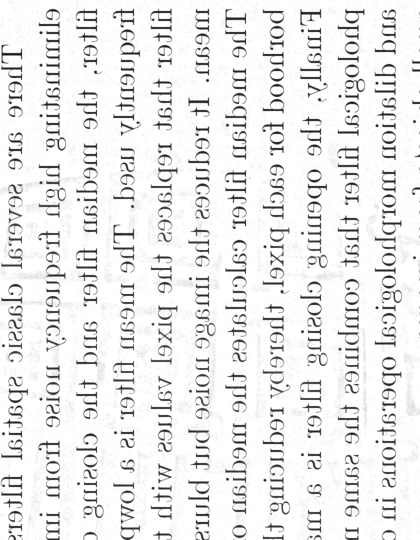 There are several classic spatial filters
eliminating high frequency noise from im
filter, the median filter and the closing
frequently used. The mean filter is a lowp
filter that replaces the pixel values with t
mean. It reduces the image noise but blurs
The median filter calculates the median
borhood for each pixel, thereby reducing t
Finally, the opening closing filter is a ma
phological filter that combines the same n
and dilation morphological operations in